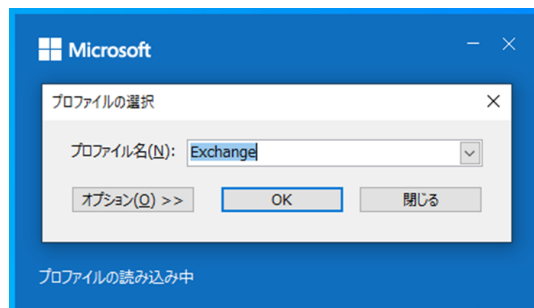 Microsoft
プロファイルの選択
プロファイル名(N): Exchange
オプション(O) >> OK 閉じる
プロファイルの読み込み中